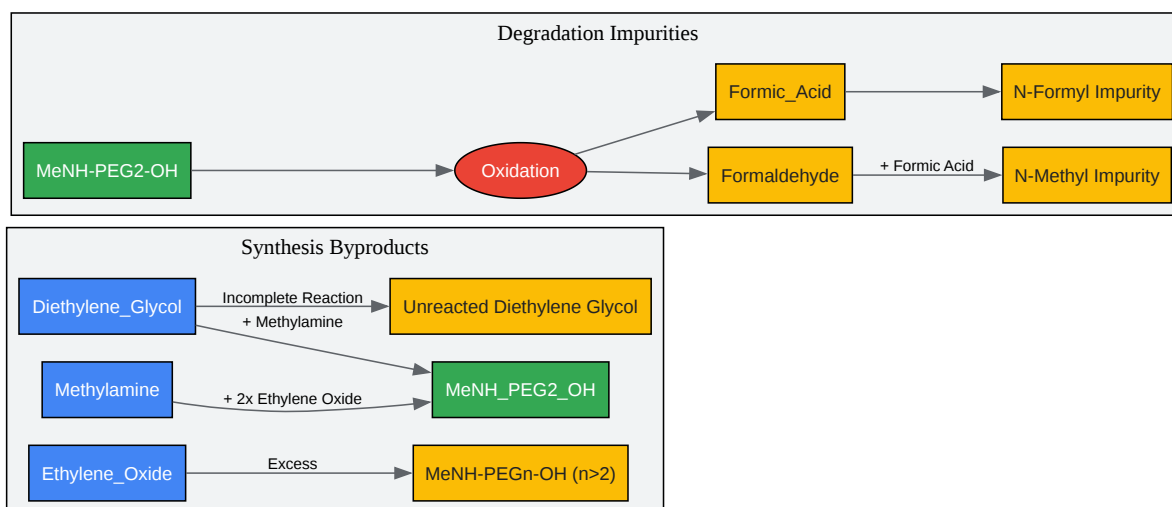 Degradation Impurities
Formic_Acid
N-Formyl Impurity
MeNH-PEG2-OH
Oxidation
Formaldehyde
+ Formic Acid
N-Methyl Impurity
Synthesis Byproducts
Diethylene_Glycol
Incomplete Reaction
Unreacted Diethylene Glycol
+ Methylamine
Methylamine
+ 2x Ethylene Oxide
MeNH_PEG2_OH
Ethylene_Oxide
Excess
MeNH-PEGn-OH (n>2)